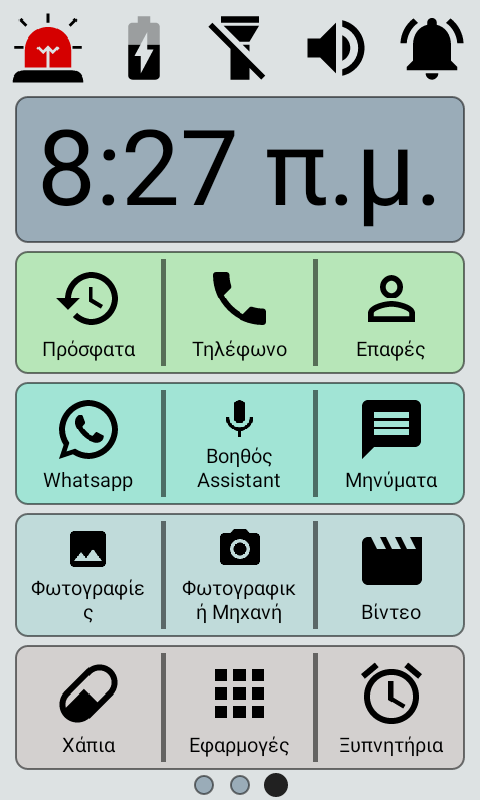 8:27 π.μ.
Πρόσφατα
Τηλέφωνο
Επαφές
Whatsapp
Βοηθός
Assistant
Μηνύματα
Φωτογραφίε
ς
Φωτογραφικ
ή Μηχανή
Βίντεο
Χάπια
Εφαρμογές
Ξυπνητήρια